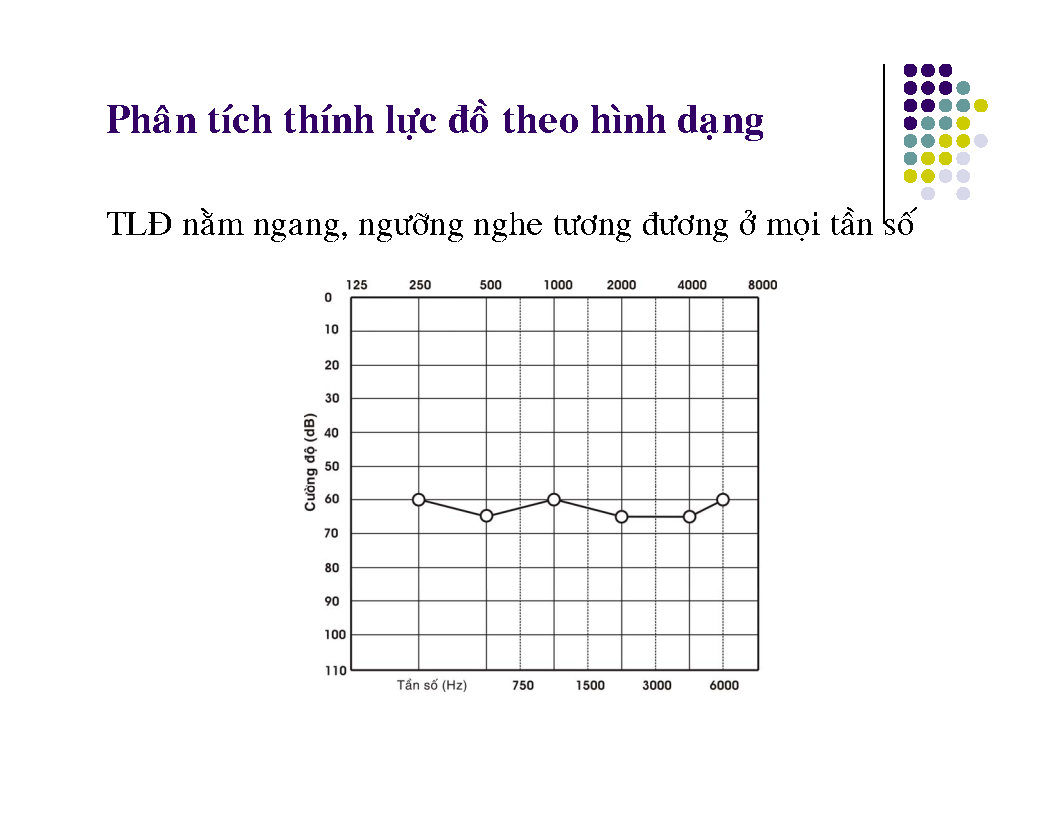 Phân tích thính lực đồ theo hình dạng
TLĐ nằm ngang, ngưỡng nghe tương đương ở mọi tần số
125 250 500 1000 2000 4000 8000
0
10
20
30
40
50
60
70
80
90
100
110
Cường độ (dB)
Tần số (Hz) 750 1500 3000 6000